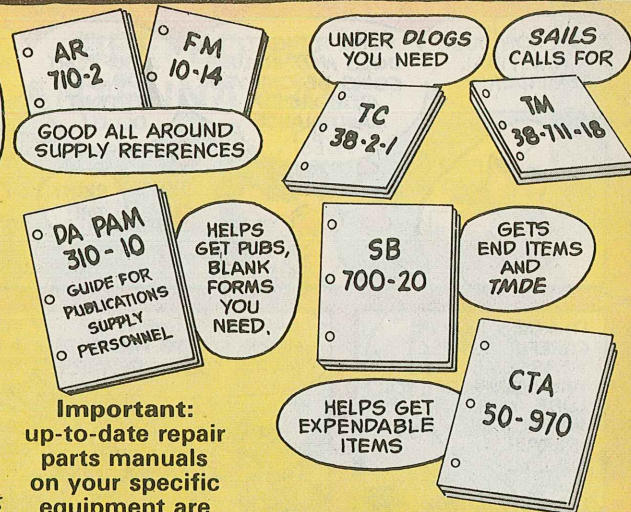 AR
710-2
FM
10-14
GOOD ALL AROUND
SUPPLY REFERENCES
UNDER DLOGS
YOU NEED
TC
38-2-1
SAILS
CALLS FOR
TM
38-711-18
DA PAM
310-10
GUIDE FOR
PUBLICATIONS
SUPPLY
PERSONNEL
HELPS
GET PUBS,
BLANK
FORMS
YOU
NEED.
SB
700-20
GETS
END ITEMS
AND
TMDE
HELPS GET
EXPENDABLE
ITEMS
CTA
50-970
Important:
up-to-date repair
parts manuals
on your specific
equipment are